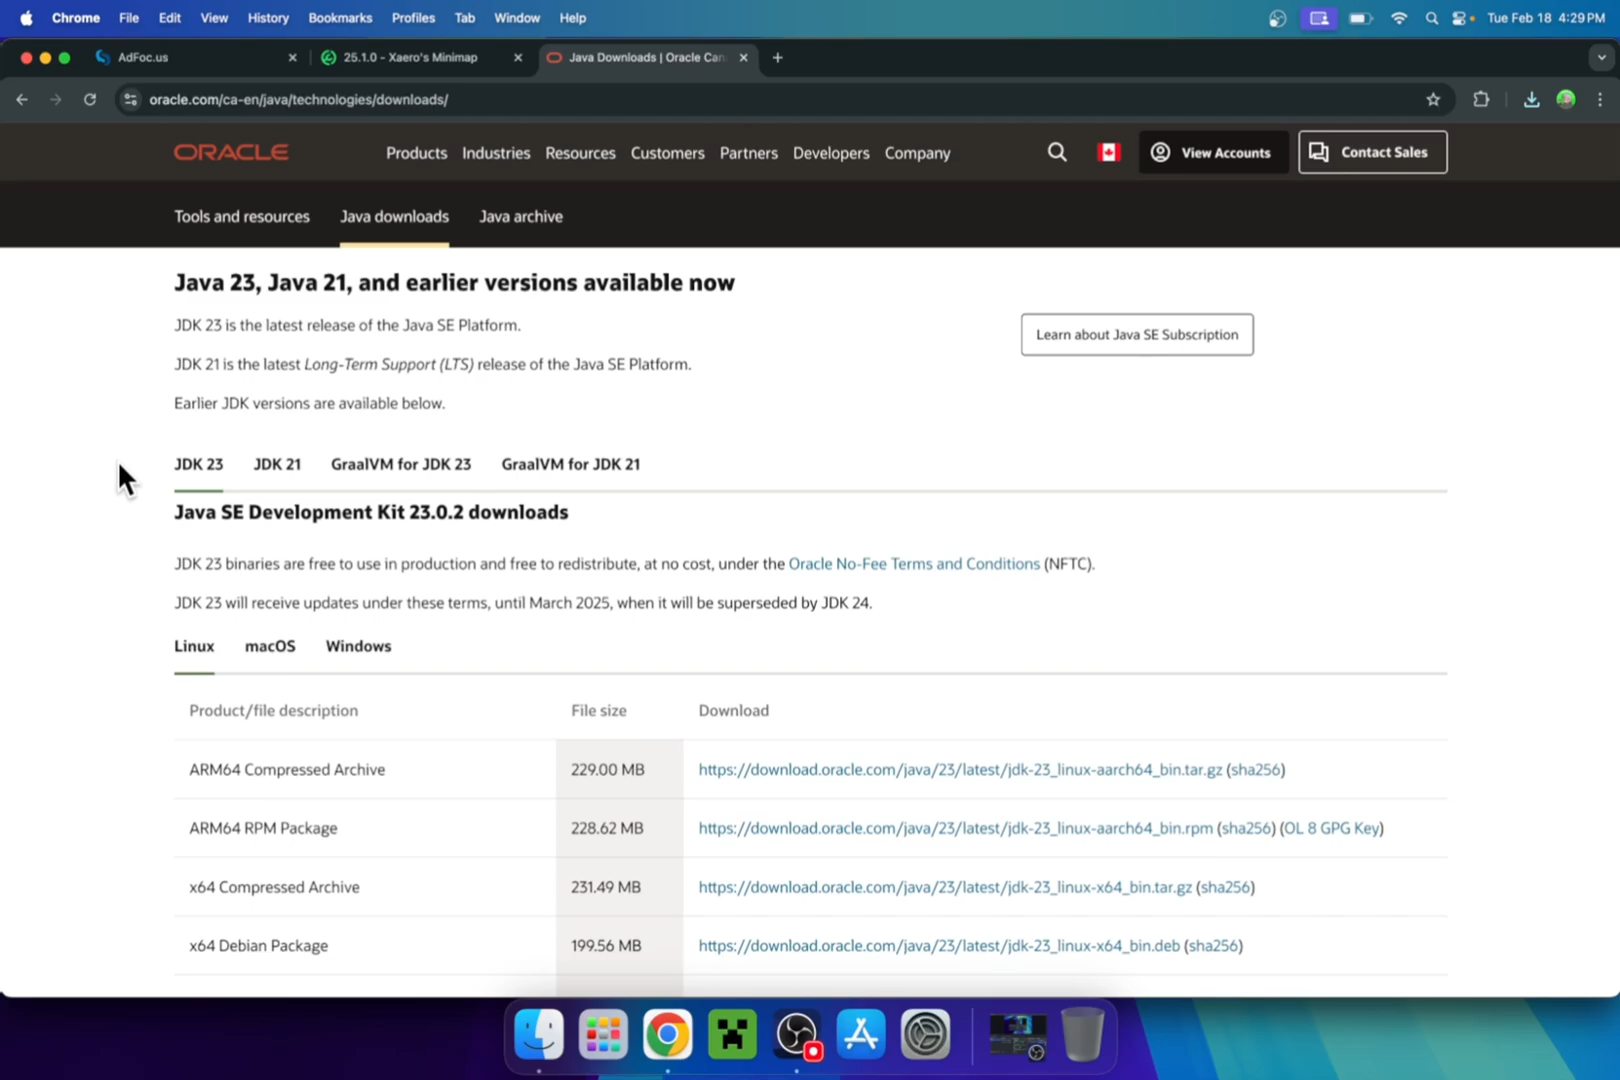 Chrome File Edit View History Bookmarks Profiles Tab Window Help Tue Feb 18 4:29 PM
AdFoc.us 25.1.0 - Xaero's Minimap Java Downloads | Oracle Can
oracle.com/ca-en/java/technologies/downloads/
ORACLE Products Industries Resources Customers Partners Developers Company View Accounts Contact Sales
Tools and resources Java downloads Java archive
Java 23, Java 21, and earlier versions available now
JDK 23 is the latest release of the Java SE Platform.
Learn about Java SE Subscription
JDK 21 is the latest Long-Term Support (LTS) release of the Java SE Platform.
Earlier JDK versions are available below.
JDK 23 JDK 21 GraalVM for JDK 23 GraalVM for JDK 21
Java SE Development Kit 23.0.2 downloads
JDK 23 binaries are free to use in production and free to redistribute, at no cost, under the Oracle No-Fee Terms and Conditions (NFTC).
JDK 23 will receive updates under these terms, until March 2025, when it will be superseded by JDK 24.
Linux macOS Windows
Product/file description File size Download
ARM64 Compressed Archive 229.00 MB https://download.oracle.com/java/23/latest/jdk-23_linux-aarch64_bin.tar.gz (sha256)
ARM64 RPM Package 228.62 MB https://download.oracle.com/java/23/latest/jdk-23_linux-aarch64_bin.rpm (sha256) (OL 8 GPG Key)
x64 Compressed Archive 231.49 MB https://download.oracle.com/java/23/latest/jdk-23_linux-x64_bin.tar.gz (sha256)
x64 Debian Package 199.56 MB https://download.oracle.com/java/23/latest/jdk-23_linux-x64_bin.deb (sha256)